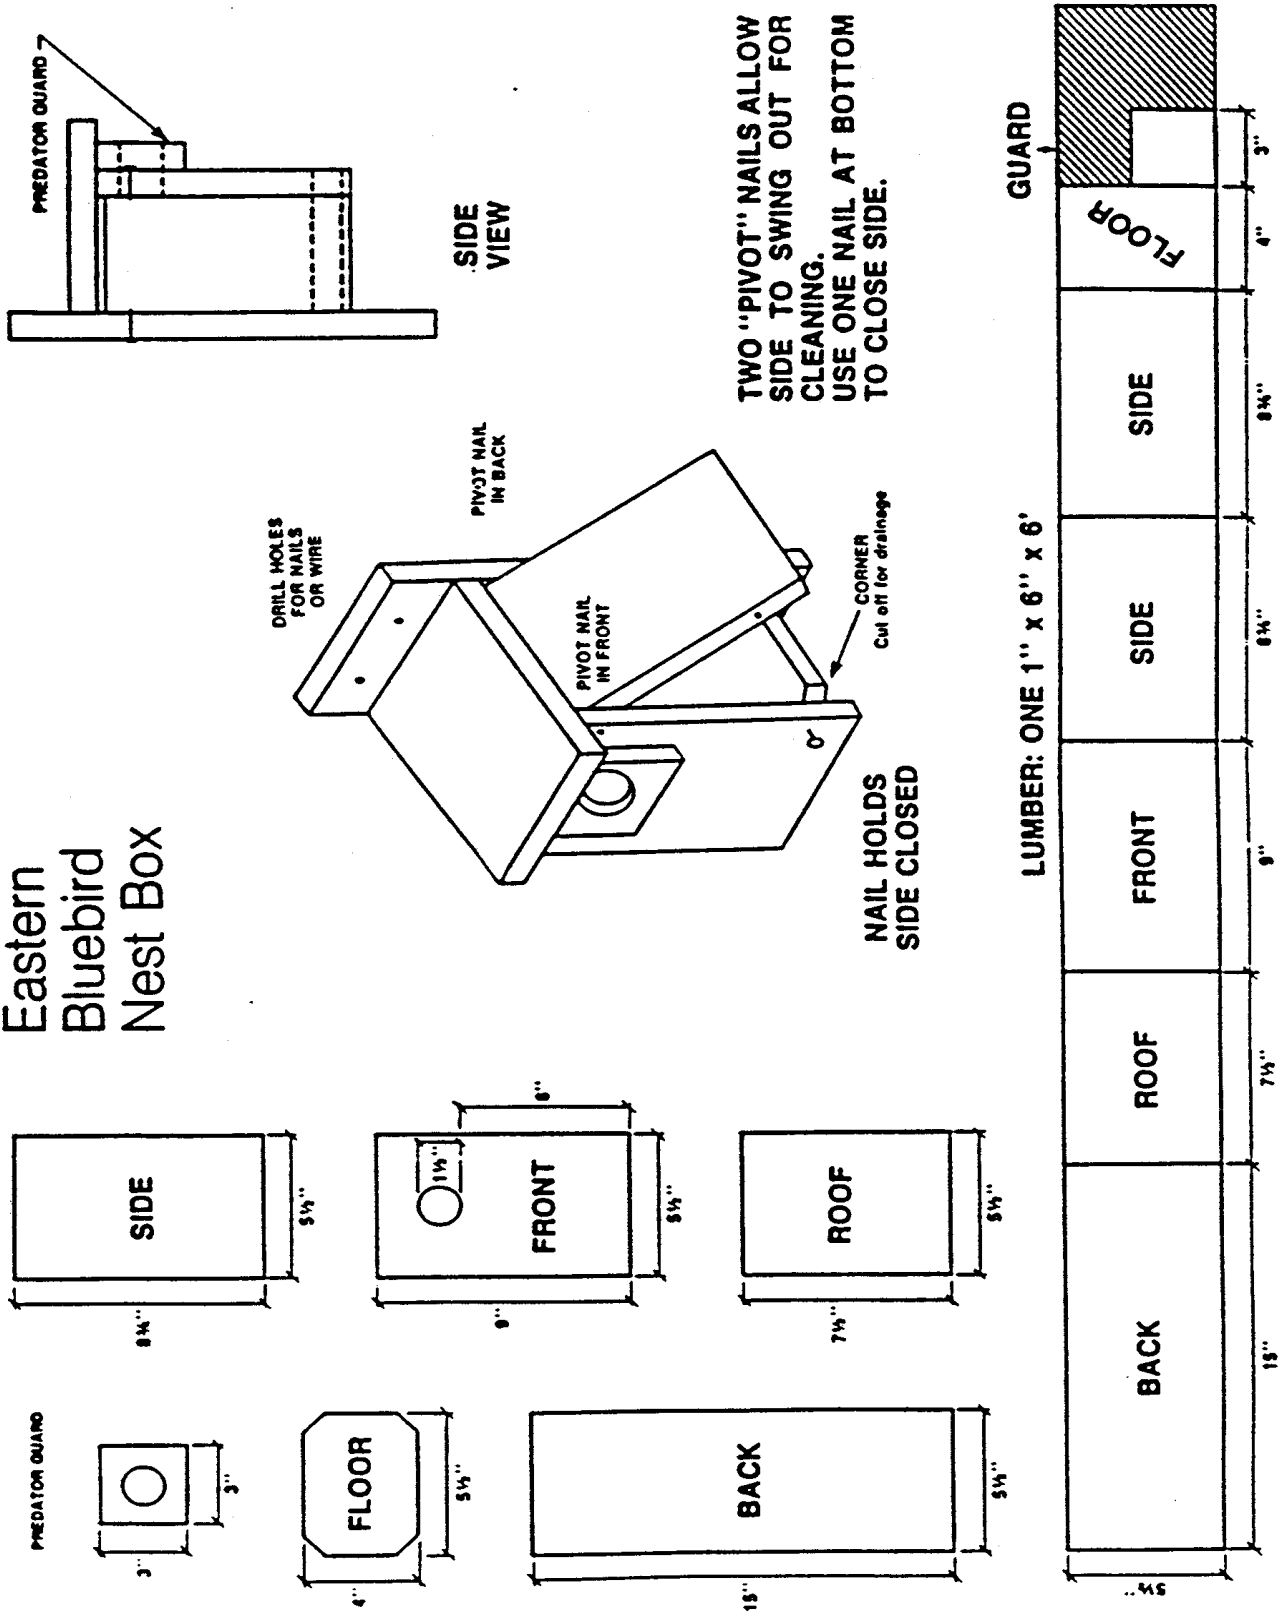 Eastern
Bluebird
Nest Box
PREDATOR GUARD
3"
3"
FLOOR
4"
5½"
BACK
15"
5½"
SIDE
8¾"
5½"
FRONT
1½"
6"
9"
5½"
ROOF
7½"
5½"
DRILL HOLES
FOR NAILS
OR WIRE
PIVOT NAIL
IN BACK
PIVOT NAIL
IN FRONT
CORNER
Cut off for drainage
NAIL HOLDS
SIDE CLOSED
PREDATOR GUARD
SIDE
VIEW
TWO "PIVOT" NAILS ALLOW
SIDE TO SWING OUT FOR
CLEANING.
USE ONE NAIL AT BOTTOM
TO CLOSE SIDE.
LUMBER: ONE 1" x 6" x 6'
GUARD
BACK
ROOF
FRONT
SIDE
SIDE
FLOOR
5½"
15"
7½"
9"
8¾"
8¾"
4"
3"